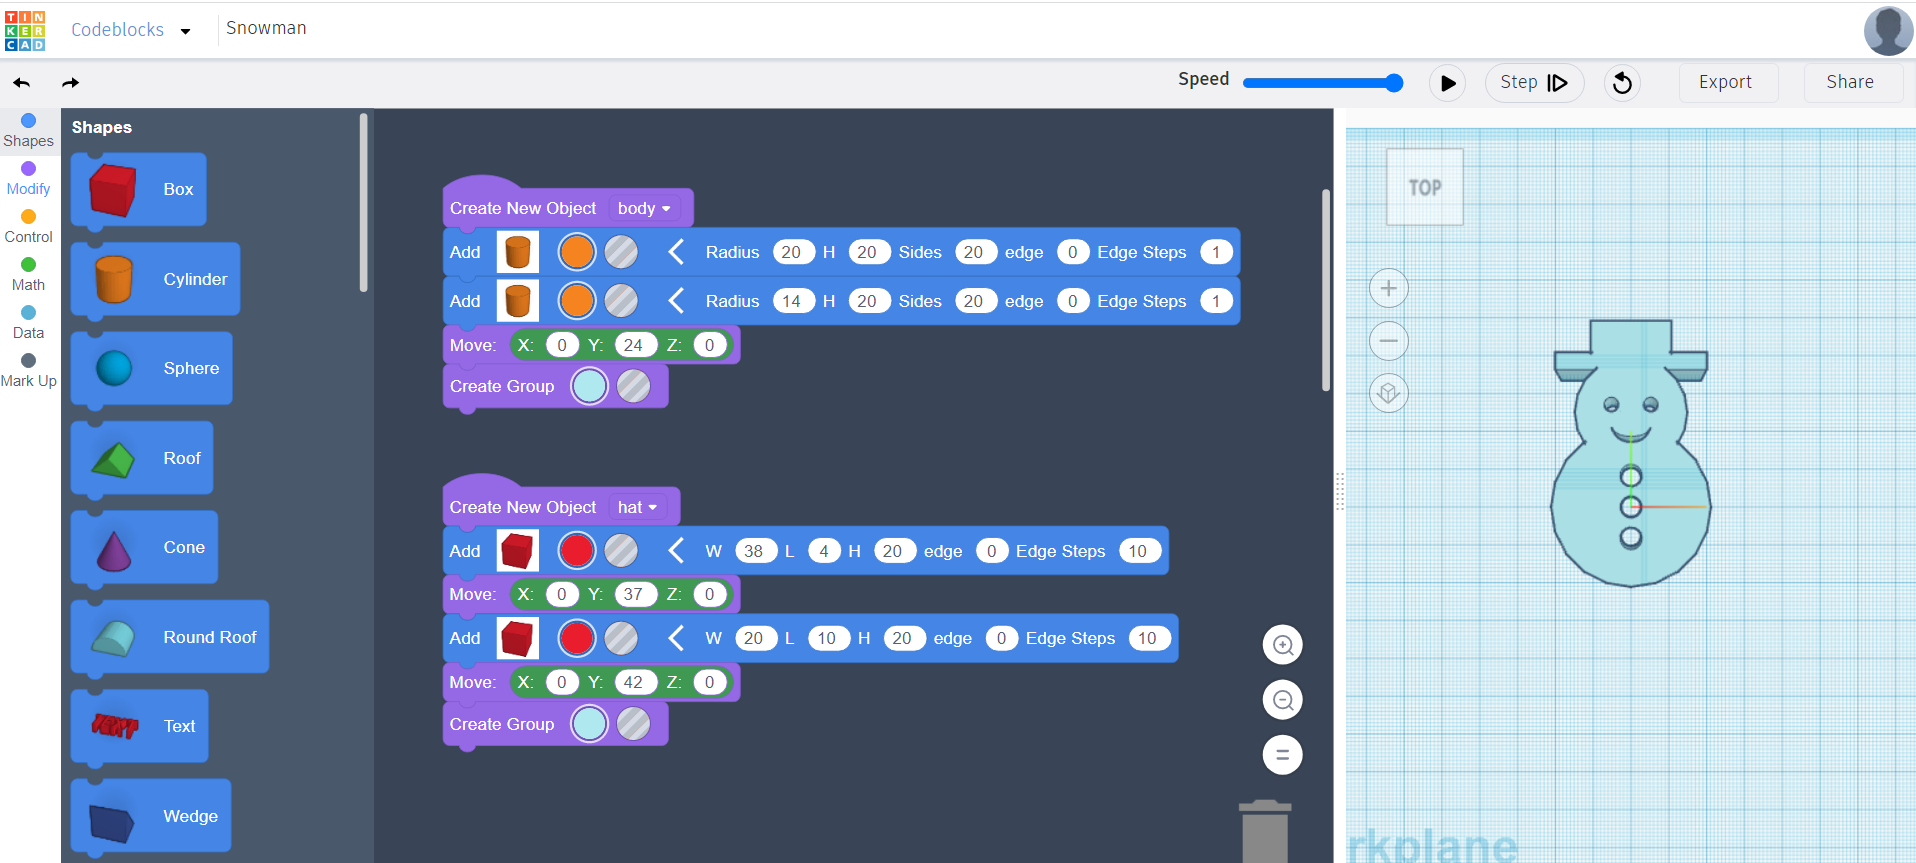 TINKERCAD
Codeblocks
Snowman
Speed
Step
Export
Share
Shapes
Modify
Control
Math
Data
Mark Up
Shapes
Box
Cylinder
Sphere
Roof
Cone
Round Roof
Text
Wedge
Create New Object body
Add Radius 20 H 20 Sides 20 edge 0 Edge Steps 1
Add Radius 14 H 20 Sides 20 edge 0 Edge Steps 1
Move: X: 0 Y: 24 Z: 0
Create Group
Create New Object hat
Add W 38 L 4 H 20 edge 0 Edge Steps 10
Move: X: 0 Y: 37 Z: 0
Add W 20 L 10 H 20 edge 0 Edge Steps 10
Move: X: 0 Y: 42 Z: 0
Create Group
TOP
rkplane